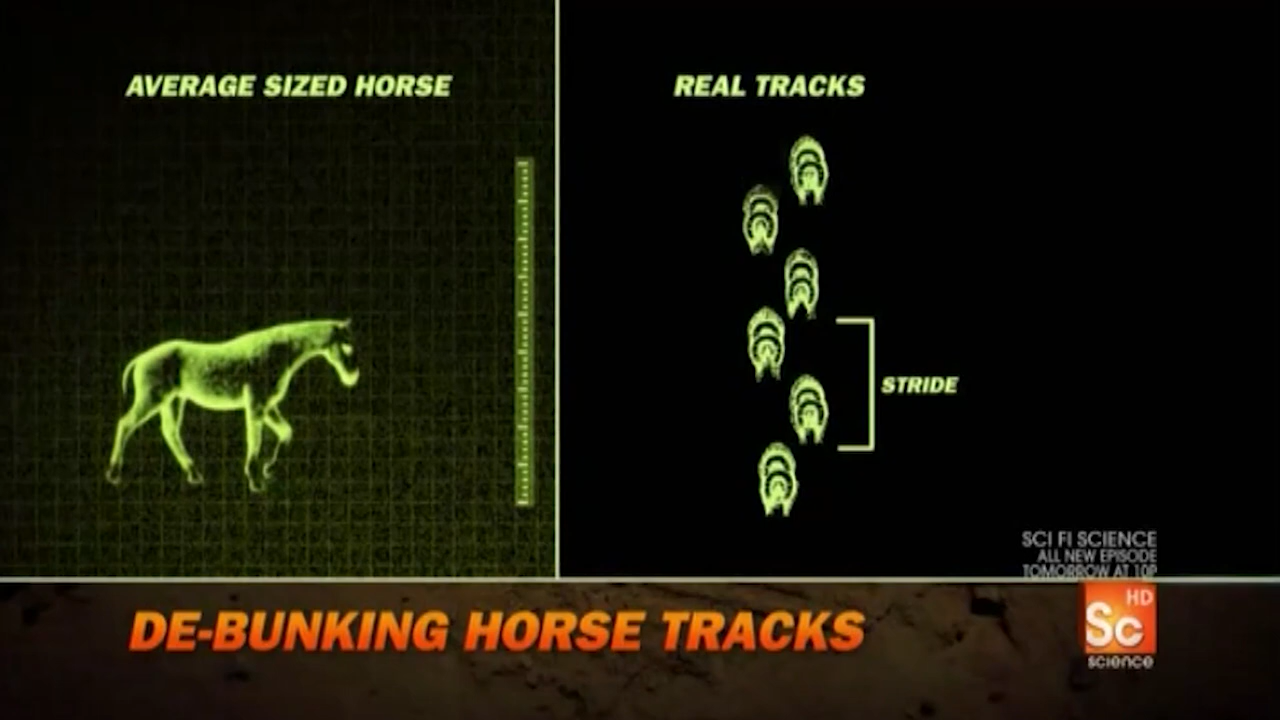 AVERAGE SIZED HORSE
REAL TRACKS
STRIDE
SCI FI SCIENCE
ALL NEW EPISODE
TOMORROW AT 10P
DE-BUNKING HORSE TRACKS
HD
Sc
science